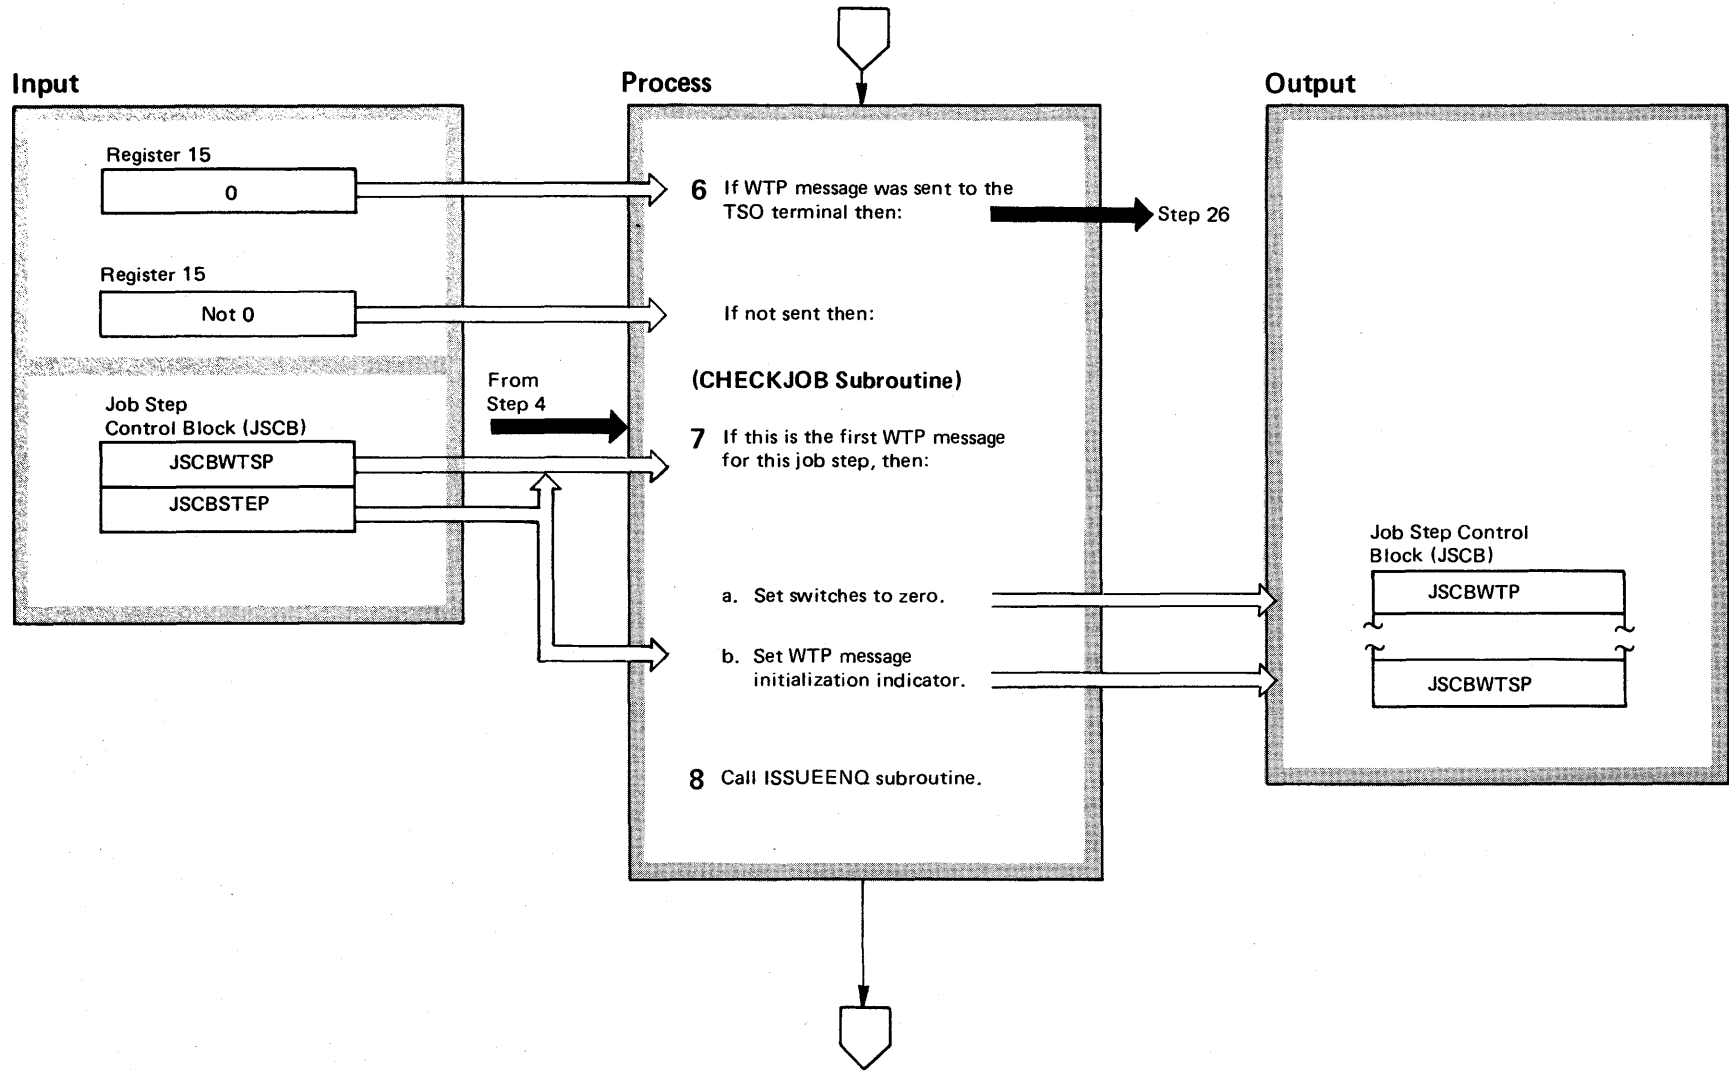 Input
Register 15
0
Register 15
Not 0
Job Step
Control Block (JSCB)
JSCBWTSP
JSCBSTEP
From
Step 4
Process
6 If WTP message was sent to the
TSO terminal then:
Step 26
If not sent then:
(CHECKJOB Subroutine)
7 If this is the first WTP message
for this job step, then:
a. Set switches to zero.
b. Set WTP message
initialization indicator.
8 Call ISSUEENQ subroutine.
Output
Job Step Control
Block (JSCB)
JSCBWTP
JSCBWTSP